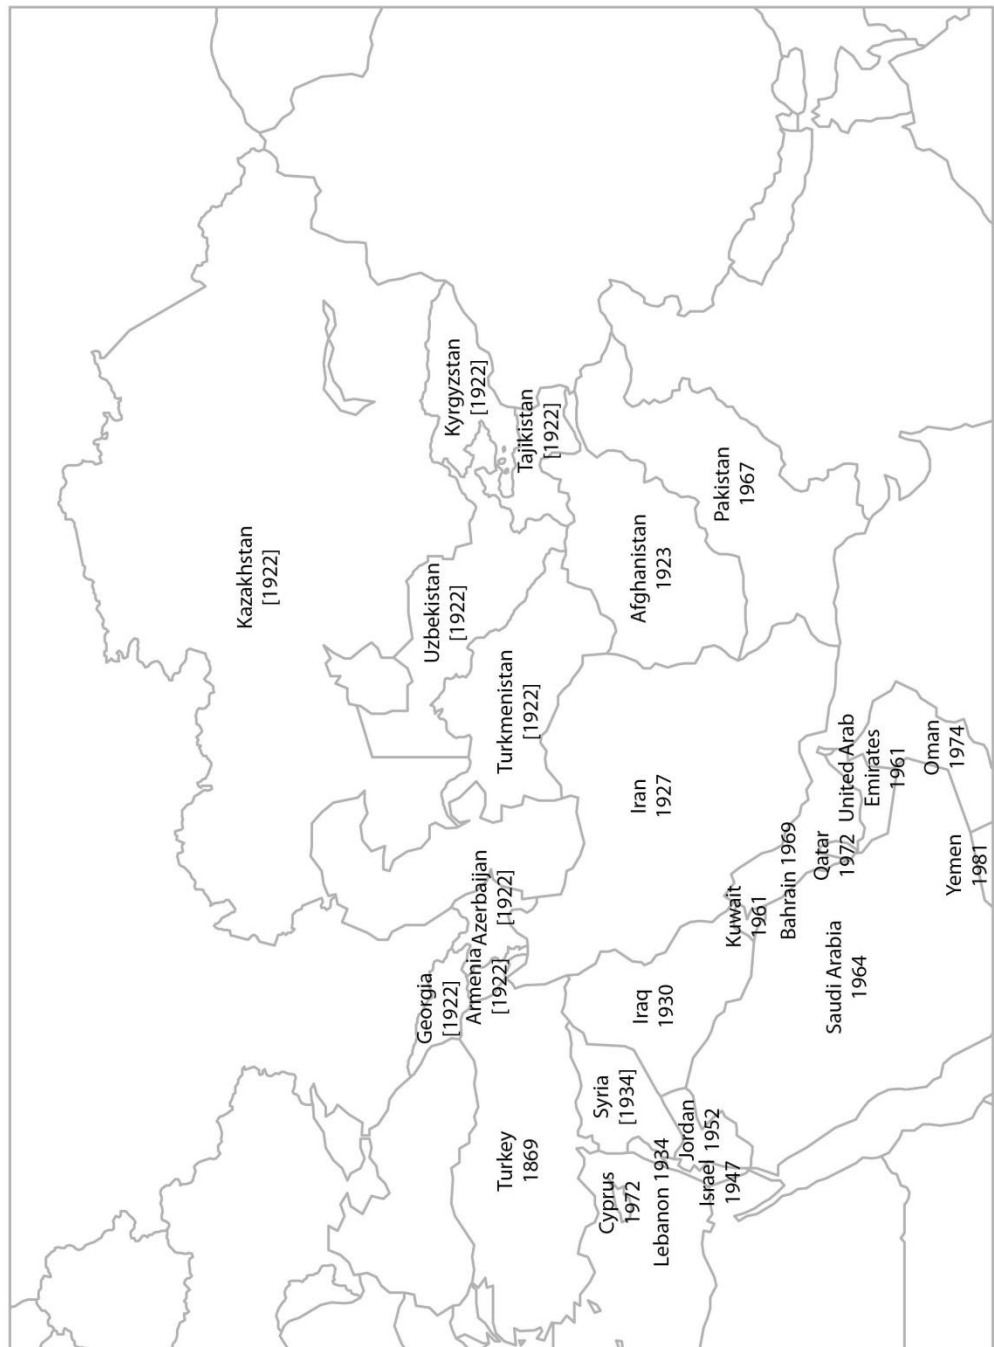 Kazakhstan
[1922]
Kyrgyzstan
[1922]
Uzbekistan
[1922]
Tajikistan
[1922]
Turkmenistan
[1922]
Georgia
[1922]
Armenia
[1922]
Azerbaijan
[1922]
Turkey
1869
Cyprus
1972
Syria
[1934]
Lebanon 1934
Israel
1947
Jordan
1952
Iraq
1930
Iran
1927
Afghanistan
1923
Pakistan
1967
Kuwait
1961
Bahrain 1969
Qatar
1972
United Arab
Emirates
1961
Saudi Arabia
1964
Oman
1974
Yemen
1981